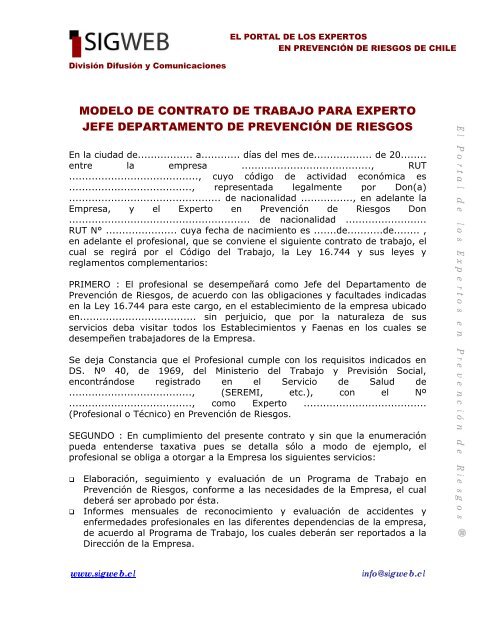 SIGWEB
EL PORTAL DE LOS EXPERTOS
EN PREVENCIÓN DE RIESGOS DE CHILE
División Difusión y Comunicaciones
MODELO DE CONTRATO DE TRABAJO PARA EXPERTO
JEFE DEPARTAMENTO DE PREVENCIÓN DE RIESGOS
En la ciudad de................. a............ días del mes de.................. de 20........
entre la empresa ........................................, RUT
........................................, cuyo código de actividad económica es
......................................, representada legalmente por Don(a)
............................................... de nacionalidad ................, en adelante la
Empresa, y el Experto en Prevención de Riesgos Don
........................................................ de nacionalidad .........................
RUT N° ...................... cuya fecha de nacimiento es .......de...........de........ ,
en adelante el profesional, que se conviene el siguiente contrato de trabajo, el
cual se regirá por el Código del Trabajo, la Ley 16.744 y sus leyes y
reglamentos complementarios:
PRIMERO : El profesional se desempeñará como Jefe del Departamento de
Prevención de Riesgos, de acuerdo con las obligaciones y facultades indicadas
en la Ley 16.744 para este cargo, en el establecimiento de la empresa ubicado
en.................................... sin perjuicio, que por la naturaleza de sus
servicios deba visitar todos los Establecimientos y Faenas en los cuales se
desempeñen trabajadores de la Empresa.
Se deja Constancia que el Profesional cumple con los requisitos indicados en
DS. Nº 40, de 1969, del Ministerio del Trabajo y Previsión Social,
encontrándose registrado en el Servicio de Salud de
......................................, (SEREMI, etc.), con el Nº
......................................, como Experto ......................................
(Profesional o Técnico) en Prevención de Riesgos.
SEGUNDO : En cumplimiento del presente contrato y sin que la enumeración
pueda entenderse taxativa pues se detalla sólo a modo de ejemplo, el
profesional se obliga a otorgar a la Empresa los siguientes servicios:
❑ Elaboración, seguimiento y evaluación de un Programa de Trabajo en
Prevención de Riesgos, conforme a las necesidades de la Empresa, el cual
deberá ser aprobado por ésta.
❑ Informes mensuales de reconocimiento y evaluación de accidentes y
enfermedades profesionales en las diferentes dependencias de la empresa,
de acuerdo al Programa de Trabajo, los cuales deberán ser reportados a la
Dirección de la Empresa.
El Portal de los Expertos en Prevención de Riesgos ®
www.sigweb.cl
info@sigweb.cl